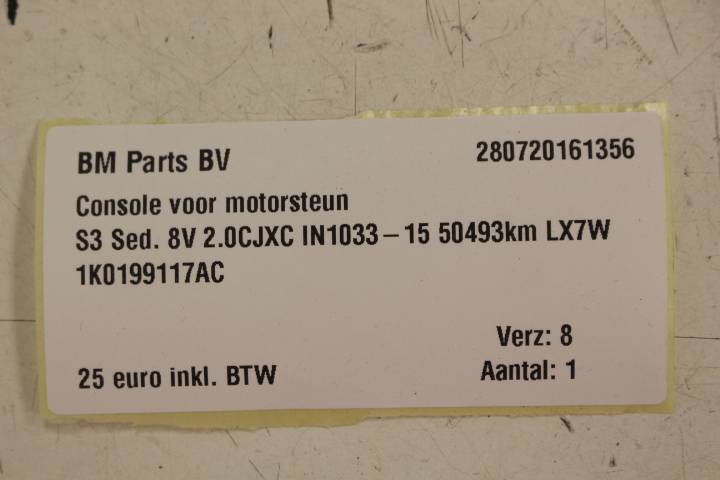 BM Parts BV 280720161356
Console voor motorsteun
S3 Sed. 8V 2.0CJXC IN1033-15 50493km LX7W
1K0199117AC
Verz: 8
25 euro inkl. BTW Aantal: 1